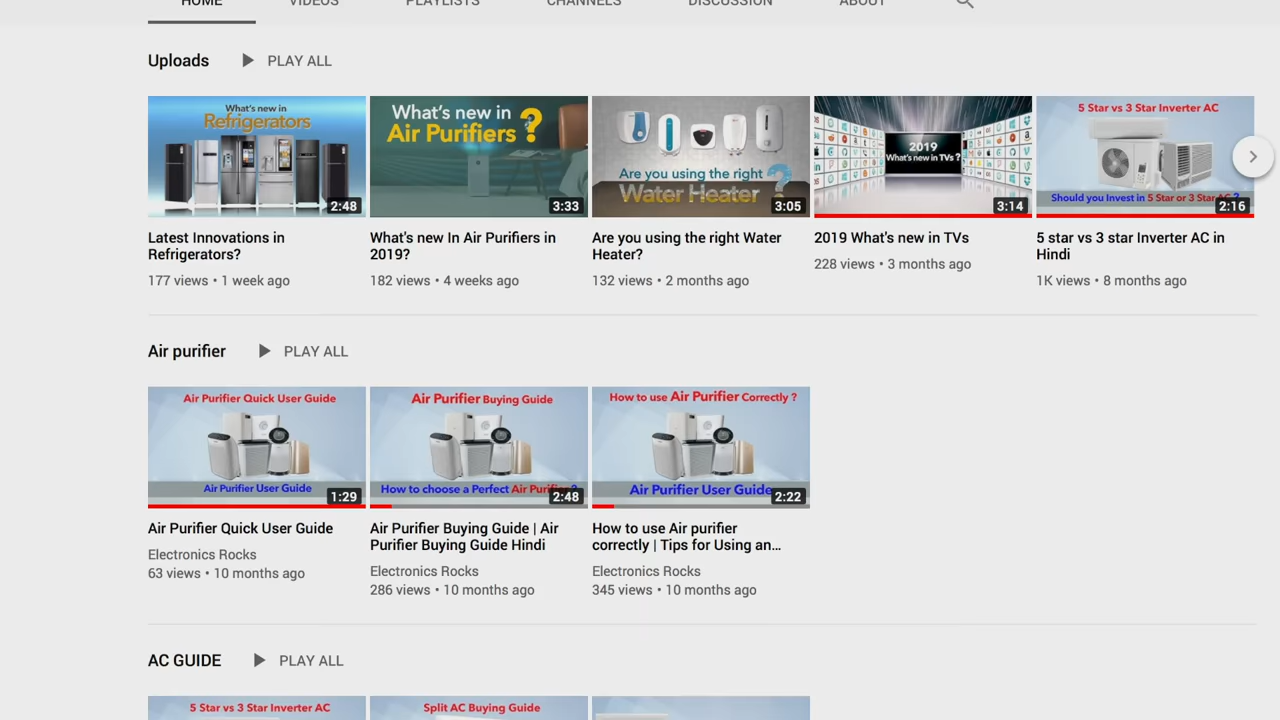 HOME VIDEOS PLAYLISTS CHANNELS DISCUSSION ABOUT
Uploads PLAY ALL
What's new in
Refrigerators
2:48
What's new in
Air Purifiers ?
3:33
Are you using the right
Water Heater ?
3:05
2019
What's new in TVs ?
3:14
5 Star vs 3 Star Inverter AC
Should you Invest in 5 Star or 3 Star AC ?
2:16
Latest Innovations in
Refrigerators?
177 views • 1 week ago
What's new In Air Purifiers in
2019?
182 views • 4 weeks ago
Are you using the right Water
Heater?
132 views • 2 months ago
2019 What's new in TVs
228 views • 3 months ago
5 star vs 3 star Inverter AC in
Hindi
1K views • 8 months ago
Air purifier PLAY ALL
Air Purifier Quick User Guide
Air Purifier User Guide
1:29
Air Purifier Buying Guide
How to choose a Perfect Air Purifier ?
2:48
How to use Air Purifier Correctly ?
Air Purifier User Guide
2:22
Air Purifier Quick User Guide
Electronics Rocks
63 views • 10 months ago
Air Purifier Buying Guide | Air
Purifier Buying Guide Hindi
Electronics Rocks
286 views • 10 months ago
How to use Air purifier
correctly | Tips for Using an...
Electronics Rocks
345 views • 10 months ago
AC GUIDE PLAY ALL
5 Star vs 3 Star Inverter AC
Split AC Buying Guide